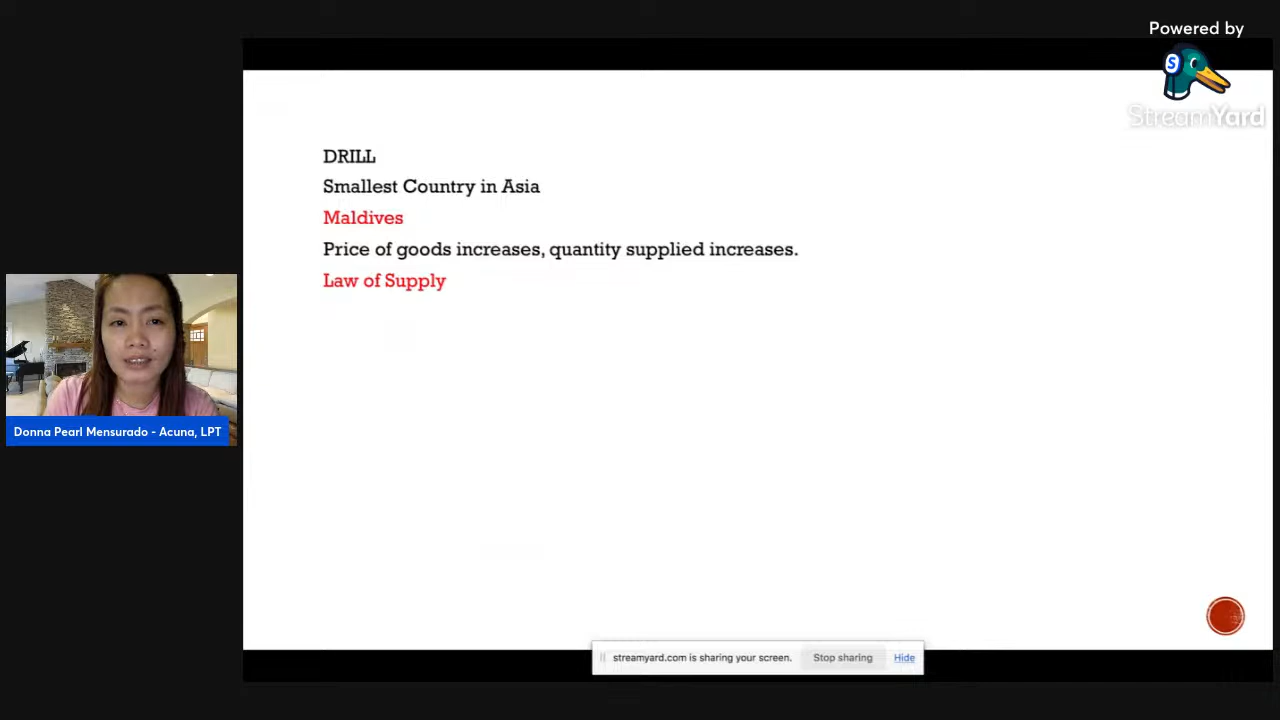 Powered by
StreamYard
DRILL
Smallest Country in Asia
Maldives
Price of goods increases, quantity supplied increases.
Law of Supply
Donna Pearl Mensurado - Acuna, LPT
streamyard.com is sharing your screen. Stop sharing Hide